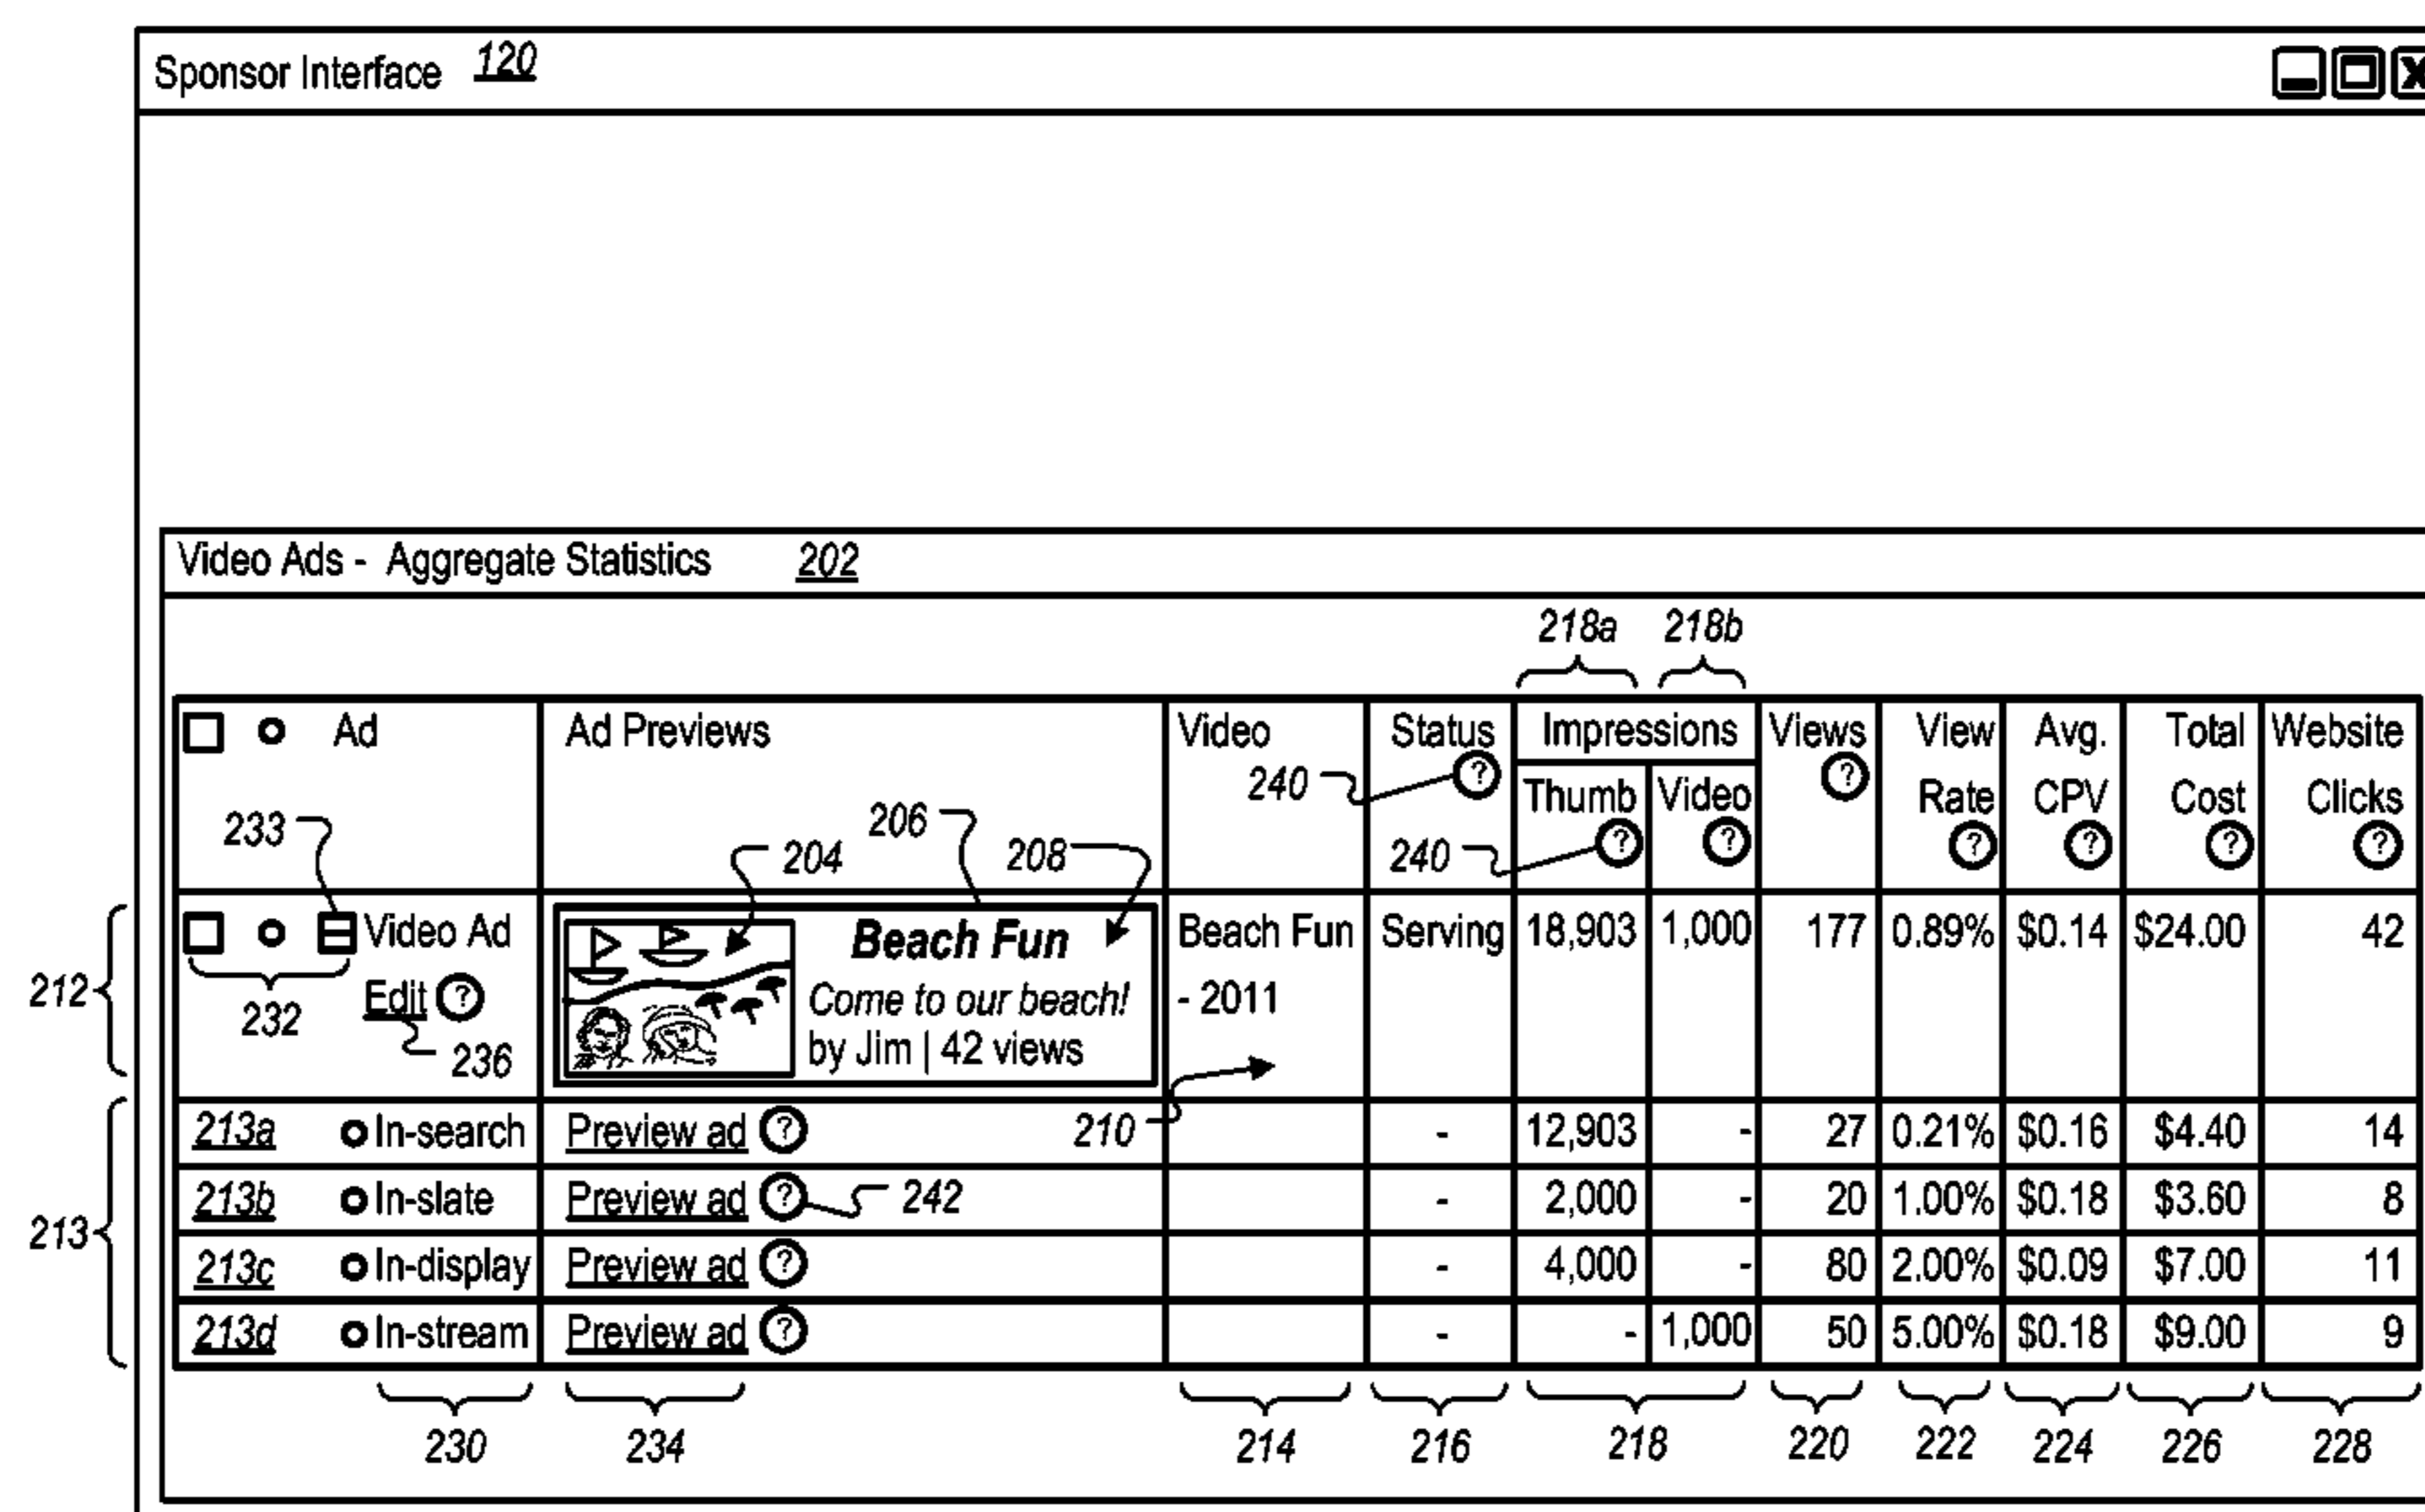 Sponsor Interface 120
Video Ads - Aggregate Statistics 202
218a 218b
Ad Ad Previews Video Status Impressions Views View Avg. Total Website
? 240 ? Thumb Video Rate CPV Cost Clicks
233 206 204 208 240 ? ? ? ? ? ?
212 Video Ad Beach Fun Beach Fun Serving 18,903 1,000 177 0.89% $0.14 $24.00 42
232 Edit ? Come to our beach! - 2011
236 by Jim | 42 views
213a In-search Preview ad ? 210 - 12,903 - 27 0.21% $0.16 $4.40 14
213b In-slate Preview ad ? 242 - 2,000 - 20 1.00% $0.18 $3.60 8
213
213c In-display Preview ad ? - 4,000 - 80 2.00% $0.09 $7.00 11
213d In-stream Preview ad ? - - 1,000 50 5.00% $0.18 $9.00 9
230 234 214 216 218 220 222 224 226 228